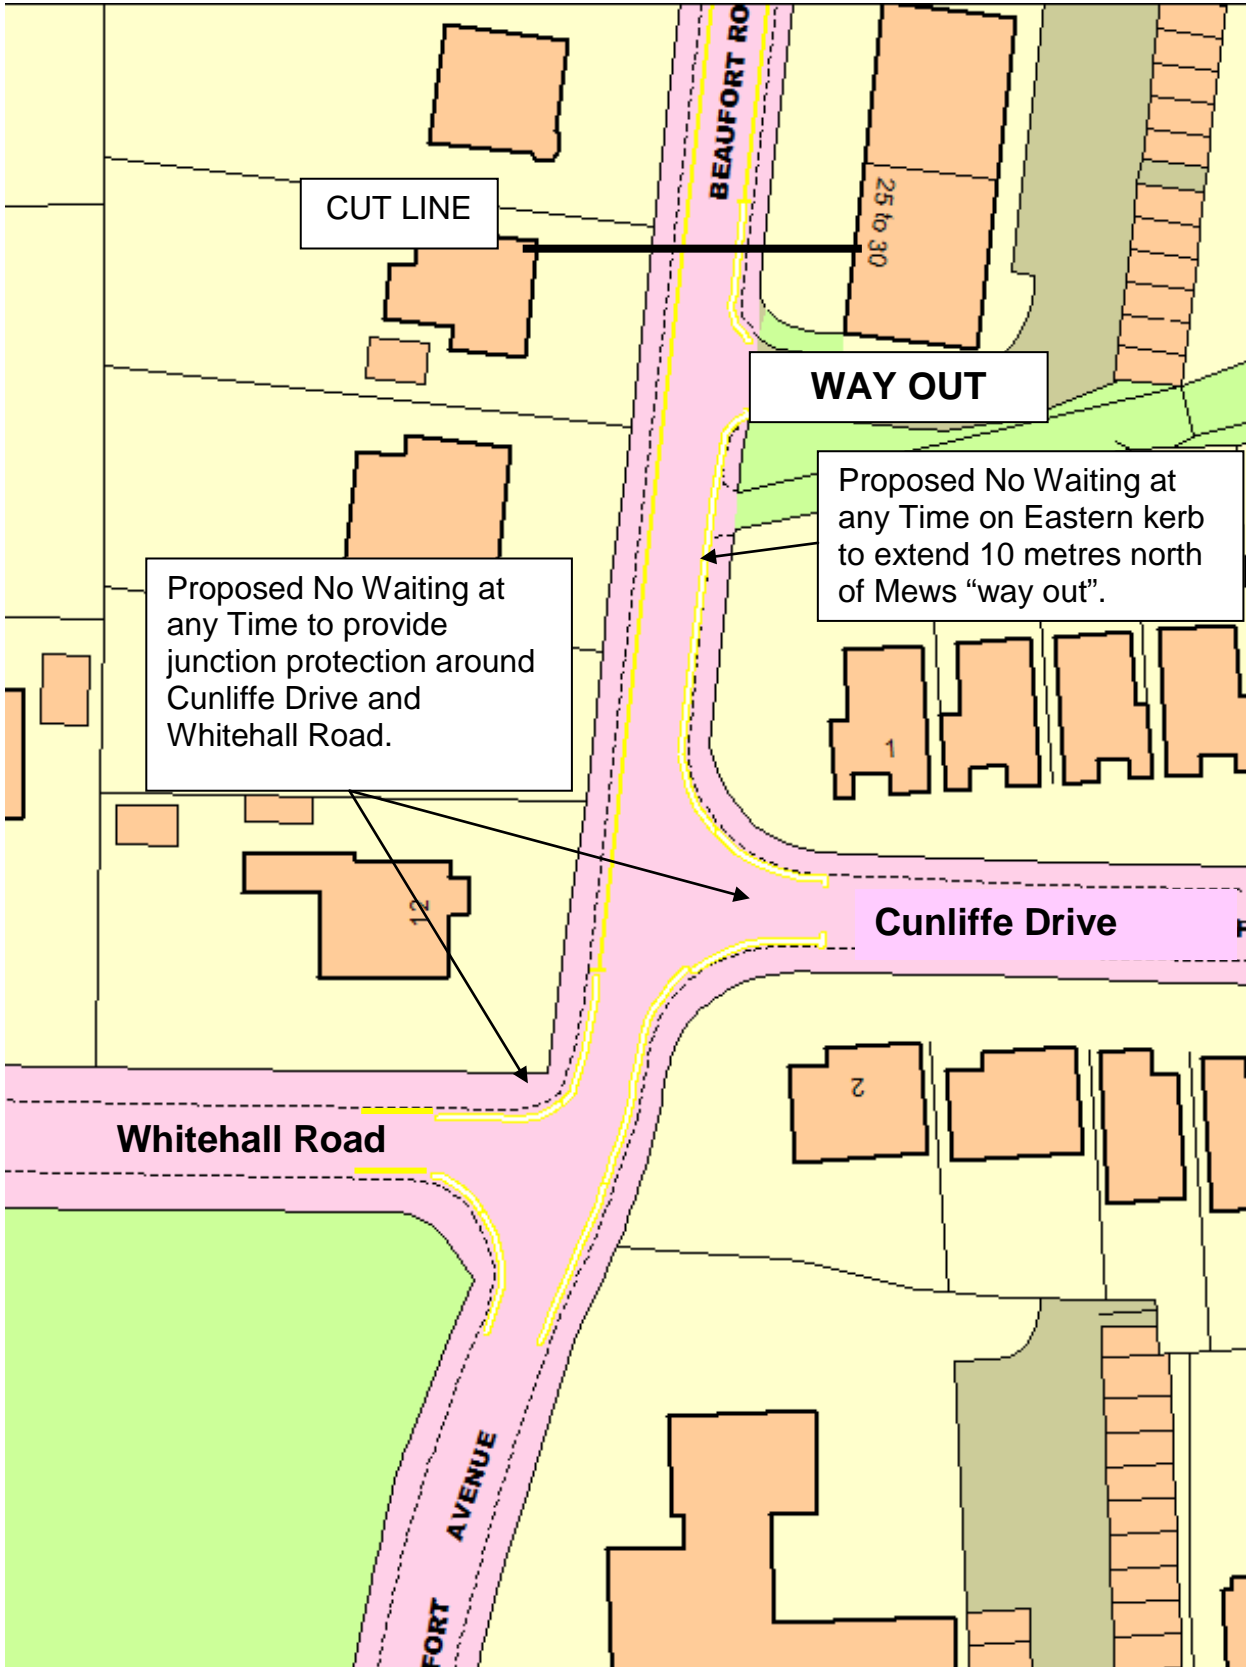 BEAUFORT RO
25 to 30
CUT LINE
WAY OUT
Proposed No Waiting at
any Time on Eastern kerb
to extend 10 metres north
of Mews “way out”.
Proposed No Waiting at
any Time to provide
junction protection around
Cunliffe Drive and
Whitehall Road.
1
12
Cunliffe Drive
2
Whitehall Road
AVENUE
FORT